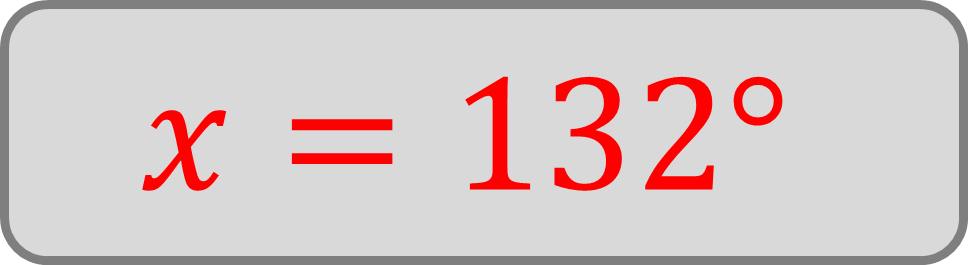 x = 132°